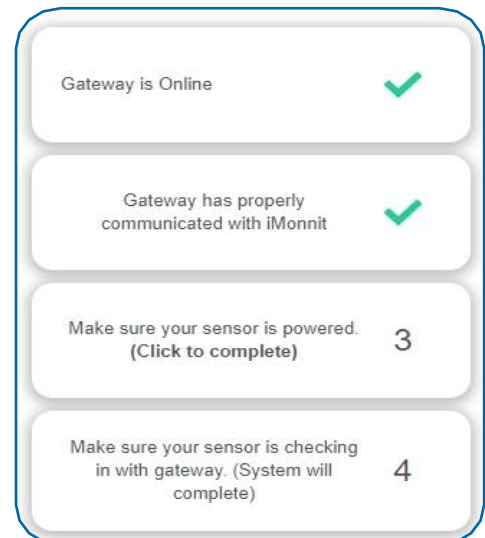 Gateway is Online
Gateway has properly
communicated with iMonnit
Make sure your sensor is powered.
(Click to complete)
3
Make sure your sensor is checking
in with gateway. (System will
complete)
4